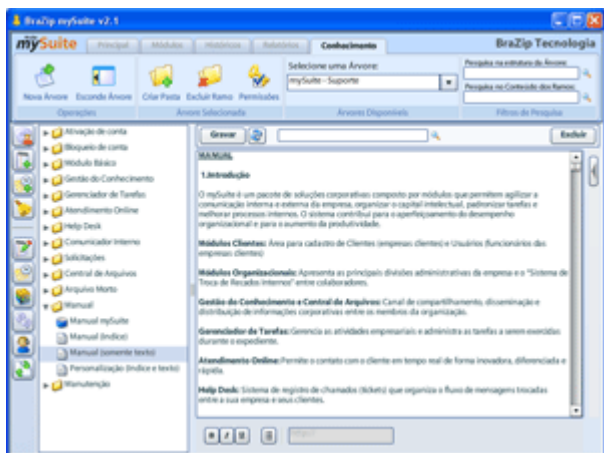 BraZip mySuite v2.1
mySuite
Principal
Módulos
Históricos
Relatórios
Conhecimento
BraZip Tecnologia
Nova Árvore
Esconde Árvore
Criar Pasta
Excluir Ramo
Permissões
Selecione uma Árvore:
mySuite - Suporte
Pesquisa na estrutura da Árvore:
Pesquisa no Conteúdo dos Ramos:
Operações
Árvore Selecionada
Árvores Disponíveis
Filtros de Pesquisa
Gravar
Excluir
Ativação de conta
Bloqueio de conta
Módulo Básico
Gestão do Conhecimento
Gerenciador de Tarefas
Atendimento Online
Help Desk
Comunicador Interno
Solicitações
Central de Arquivos
Arquivo Morto
Manual
Manual mySuite
Manual (índice)
Manual (somente texto)
Personalização (índice e texto)
Manutenção
MANUAL
1.Introdução
O mySuite é um pacote de soluções corporativas composto por módulos que permitem agilizar a
comunicação interna e externa da empresa, organizar o capital intelectual, padronizar tarefas e
melhorar processos internos. O sistema contribui para o aperfeiçoamento do desempenho
organizacional e para o aumento da produtividade.
Módulos Clientes: Área para cadastro de Clientes (empresas clientes) e Usuários (funcionários das
empresas clientes)
Módulos Organizacionais: Apresenta as principais divisões administrativas da empresa e o "Sistema de
Troca de Recados Internos" entre colaboradores.
Gestão do Conhecimento e Central de Arquivos: Canal de compartilhamento, disseminação e
distribuição de informações corporativas entre os membros da organização.
Gerenciador de Tarefas: Gerencia as atividades empresariais e administra as tarefas a serem exercidas
durante o expediente.
Atendimento Online: Permite o contato com o cliente em tempo real de forma inovadora, diferenciada e
rápida.
Help Desk: Sistema de registro de chamados (tickets) que organiza o fluxo de mensagens trocadas
entre a sua empresa e seus clientes.
B I U
http://